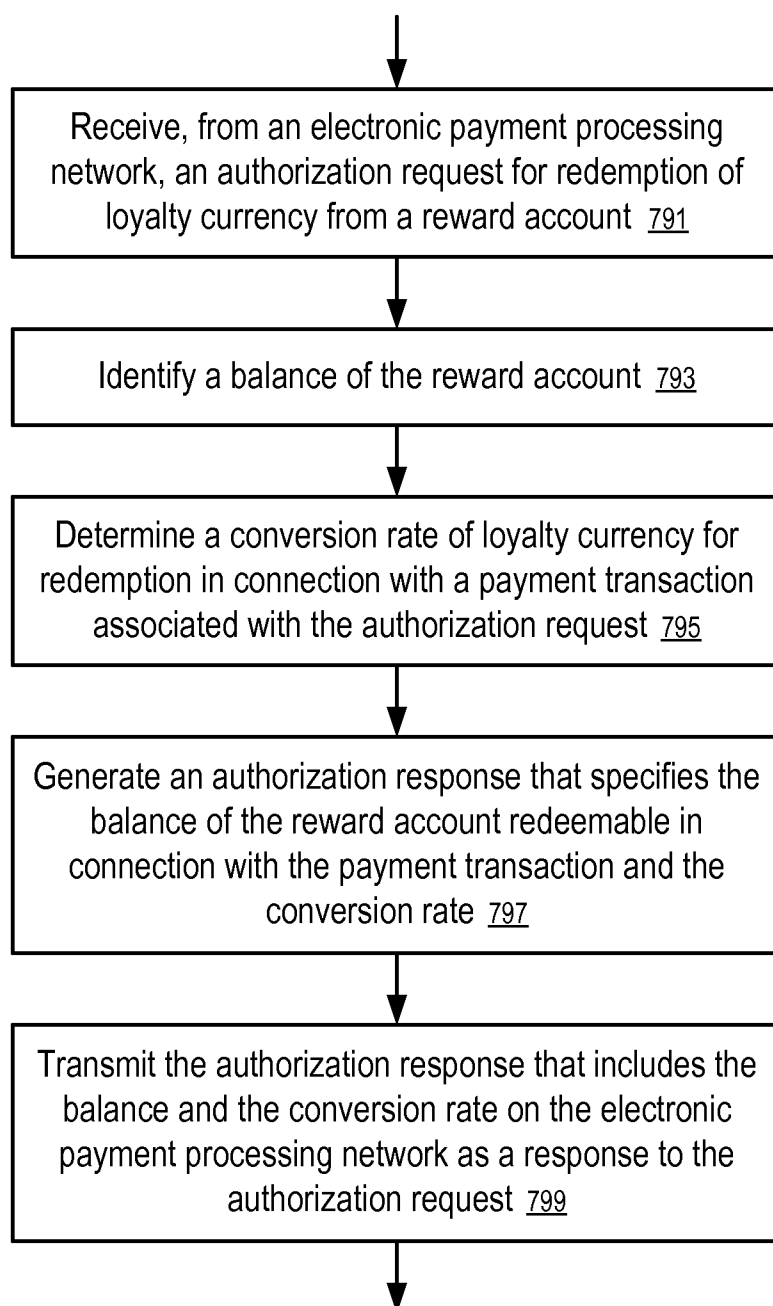 Receive, from an electronic payment processing
network, an authorization request for redemption of
loyalty currency from a reward account 791
Identify a balance of the reward account 793
Determine a conversion rate of loyalty currency for
redemption in connection with a payment transaction
associated with the authorization request 795
Generate an authorization response that specifies the
balance of the reward account redeemable in
connection with the payment transaction and the
conversion rate 797
Transmit the authorization response that includes the
balance and the conversion rate on the electronic
payment processing network as a response to the
authorization request 799